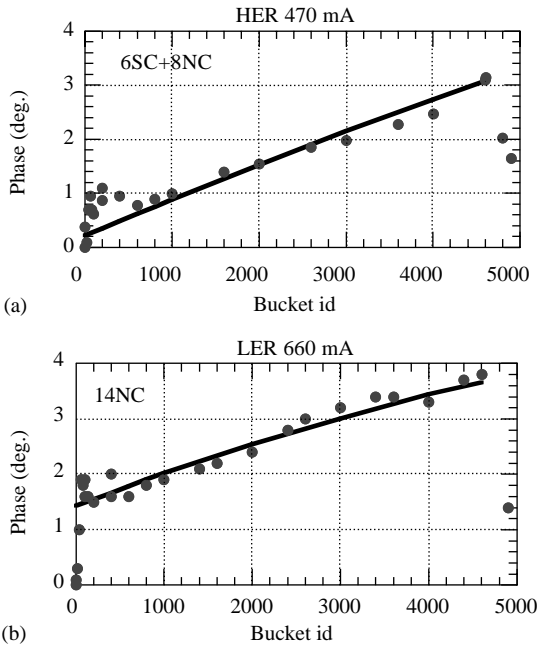 HER 470 mA
4
3
2
1
0
6SC+8NC
Phase (deg.)
0 1000 2000 3000 4000 5000
Bucket id
(a)
LER 660 mA
4
3
2
1
0
14NC
Phase (deg.)
0 1000 2000 3000 4000 5000
Bucket id
(b)